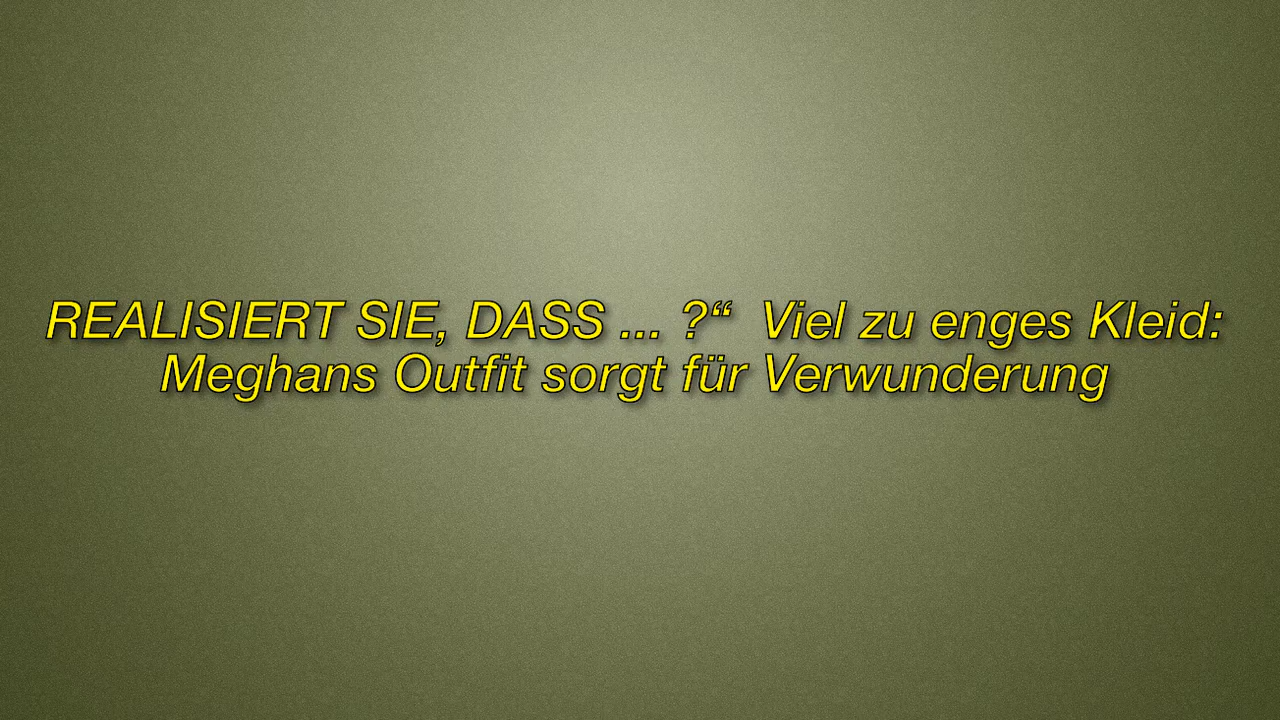 REALISIERT SIE, DASS ... ?“ Viel zu enges Kleid:
Meghans Outfit sorgt für Verwunderung